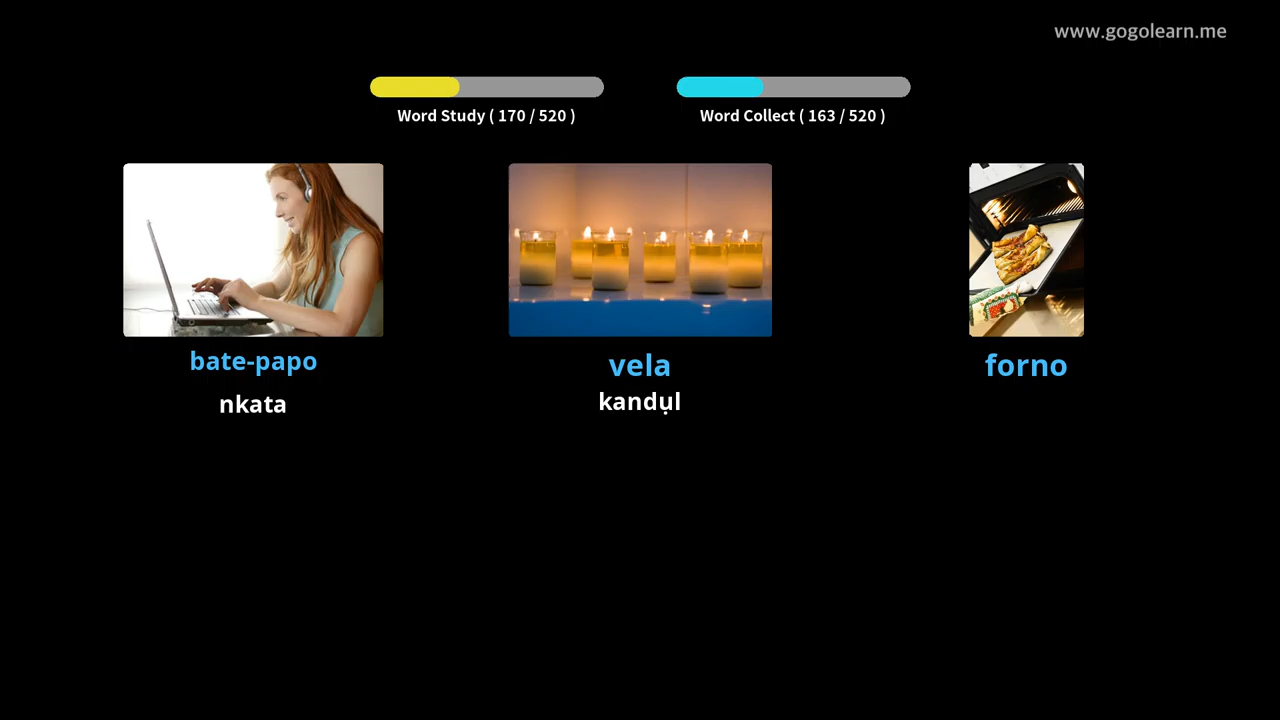 www.gogolearn.me
Word Study ( 170 / 520 )
Word Collect ( 163 / 520 )
bate-papo
vela
forno
nkata
kandụl